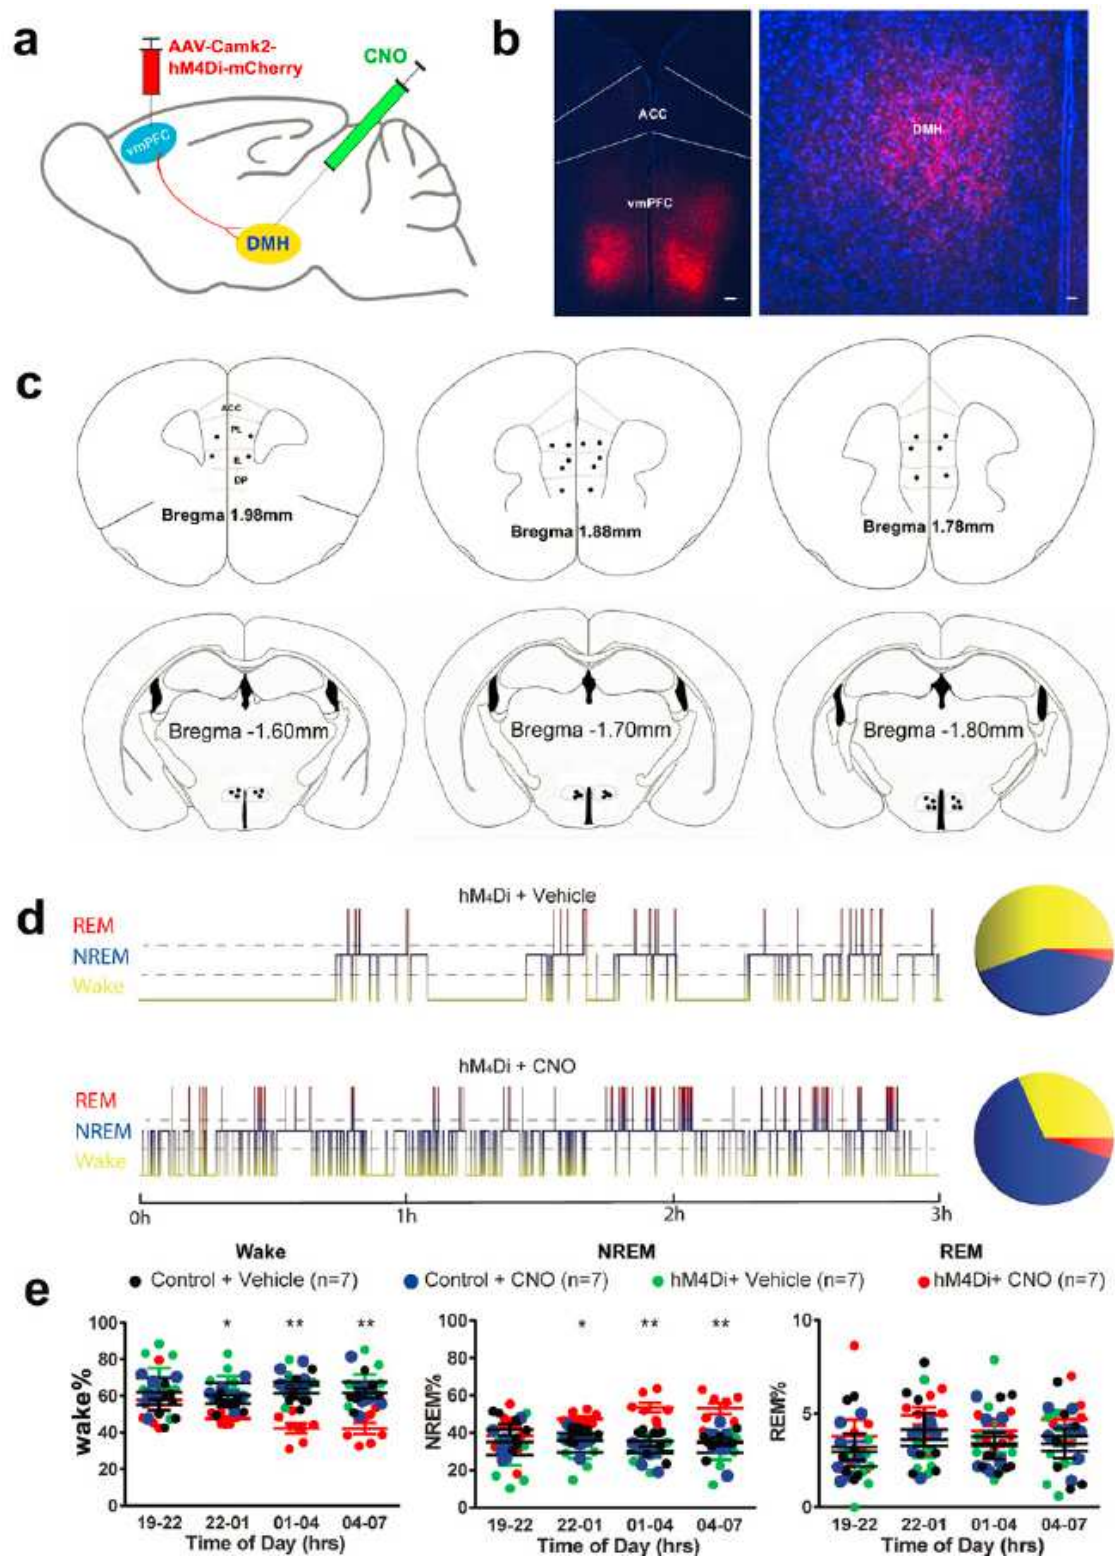 a
AAV-Camk2-
hM4Di-mCherry
CNO
vmPFC
DMH
b
ACC
vmPFC
DMH
c
ACC
PL
IL
DP
Bregma 1.98mm
Bregma 1.88mm
Bregma 1.78mm
Bregma -1.60mm
Bregma -1.70mm
Bregma -1.80mm
d
hM₄Di + Vehicle
REM
NREM
Wake
hM₄Di + CNO
REM
NREM
Wake
0h 1h 2h 3h
Wake NREM REM
Control + Vehicle (n=7) Control + CNO (n=7) hM4Di+ Vehicle (n=7) hM4Di+ CNO (n=7)
e
wake%
100
80
60
40
20
0
* ** **
19-22 22-01 01-04 04-07
Time of Day (hrs)
NREM%
100
80
60
40
20
0
* ** **
19-22 22-01 01-04 04-07
Time of Day (hrs)
REM%
10
5
0
19-22 22-01 01-04 04-07
Time of Day (hrs)